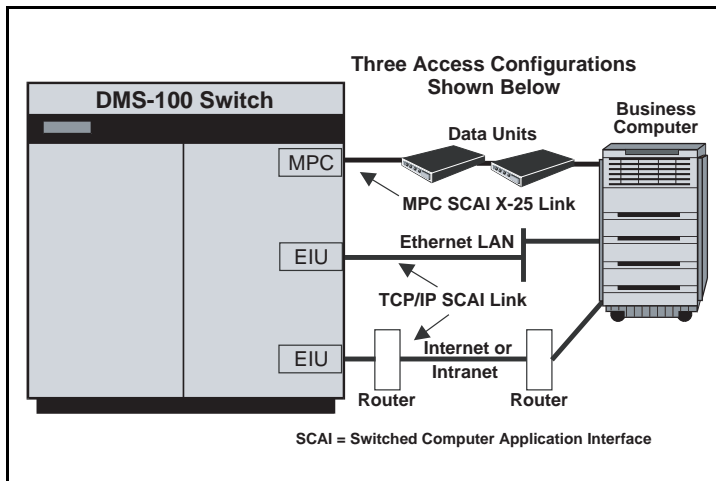 Three Access Configurations
Shown Below
DMS-100 Switch
Business
Computer
Data Units
MPC
MPC SCAI X-25 Link
Ethernet LAN
EIU
TCP/IP SCAI Link
EIU
Internet or
Intranet
Router
Router
SCAI = Switched Computer Application Interface